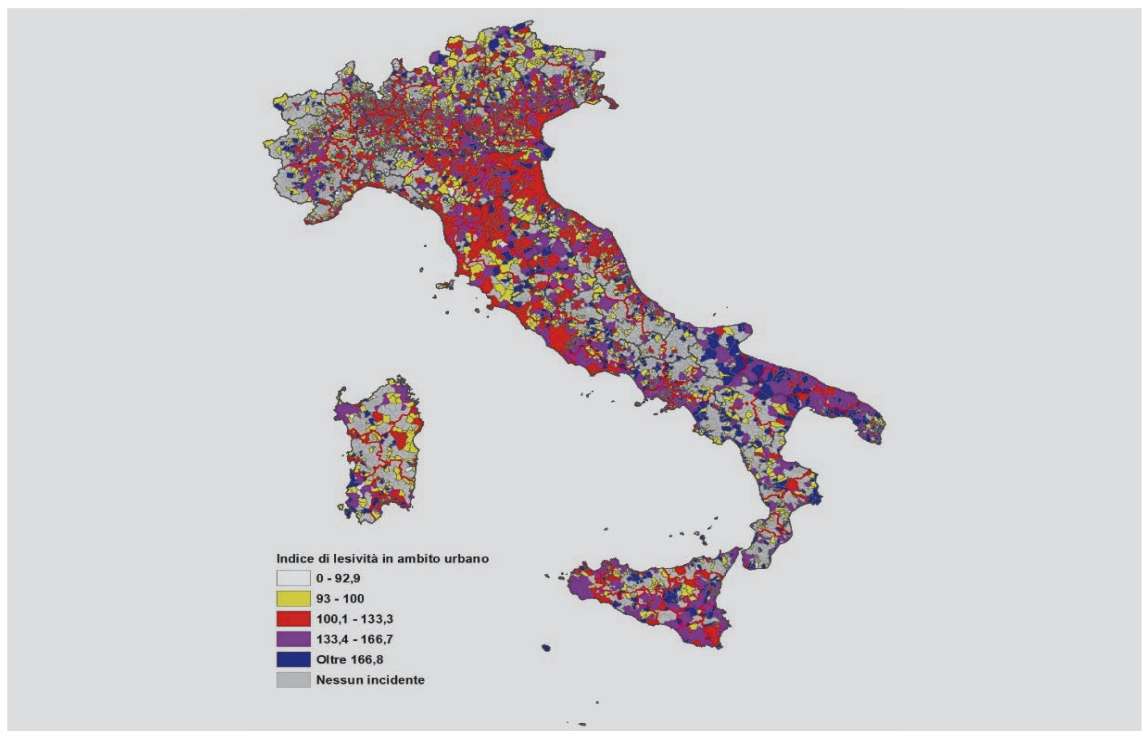 Indice di lesività in ambito urbano
0 - 92,9
93 - 100
100,1 - 133,3
133,4 - 166,7
Oltre 166,8
Nessun incidente